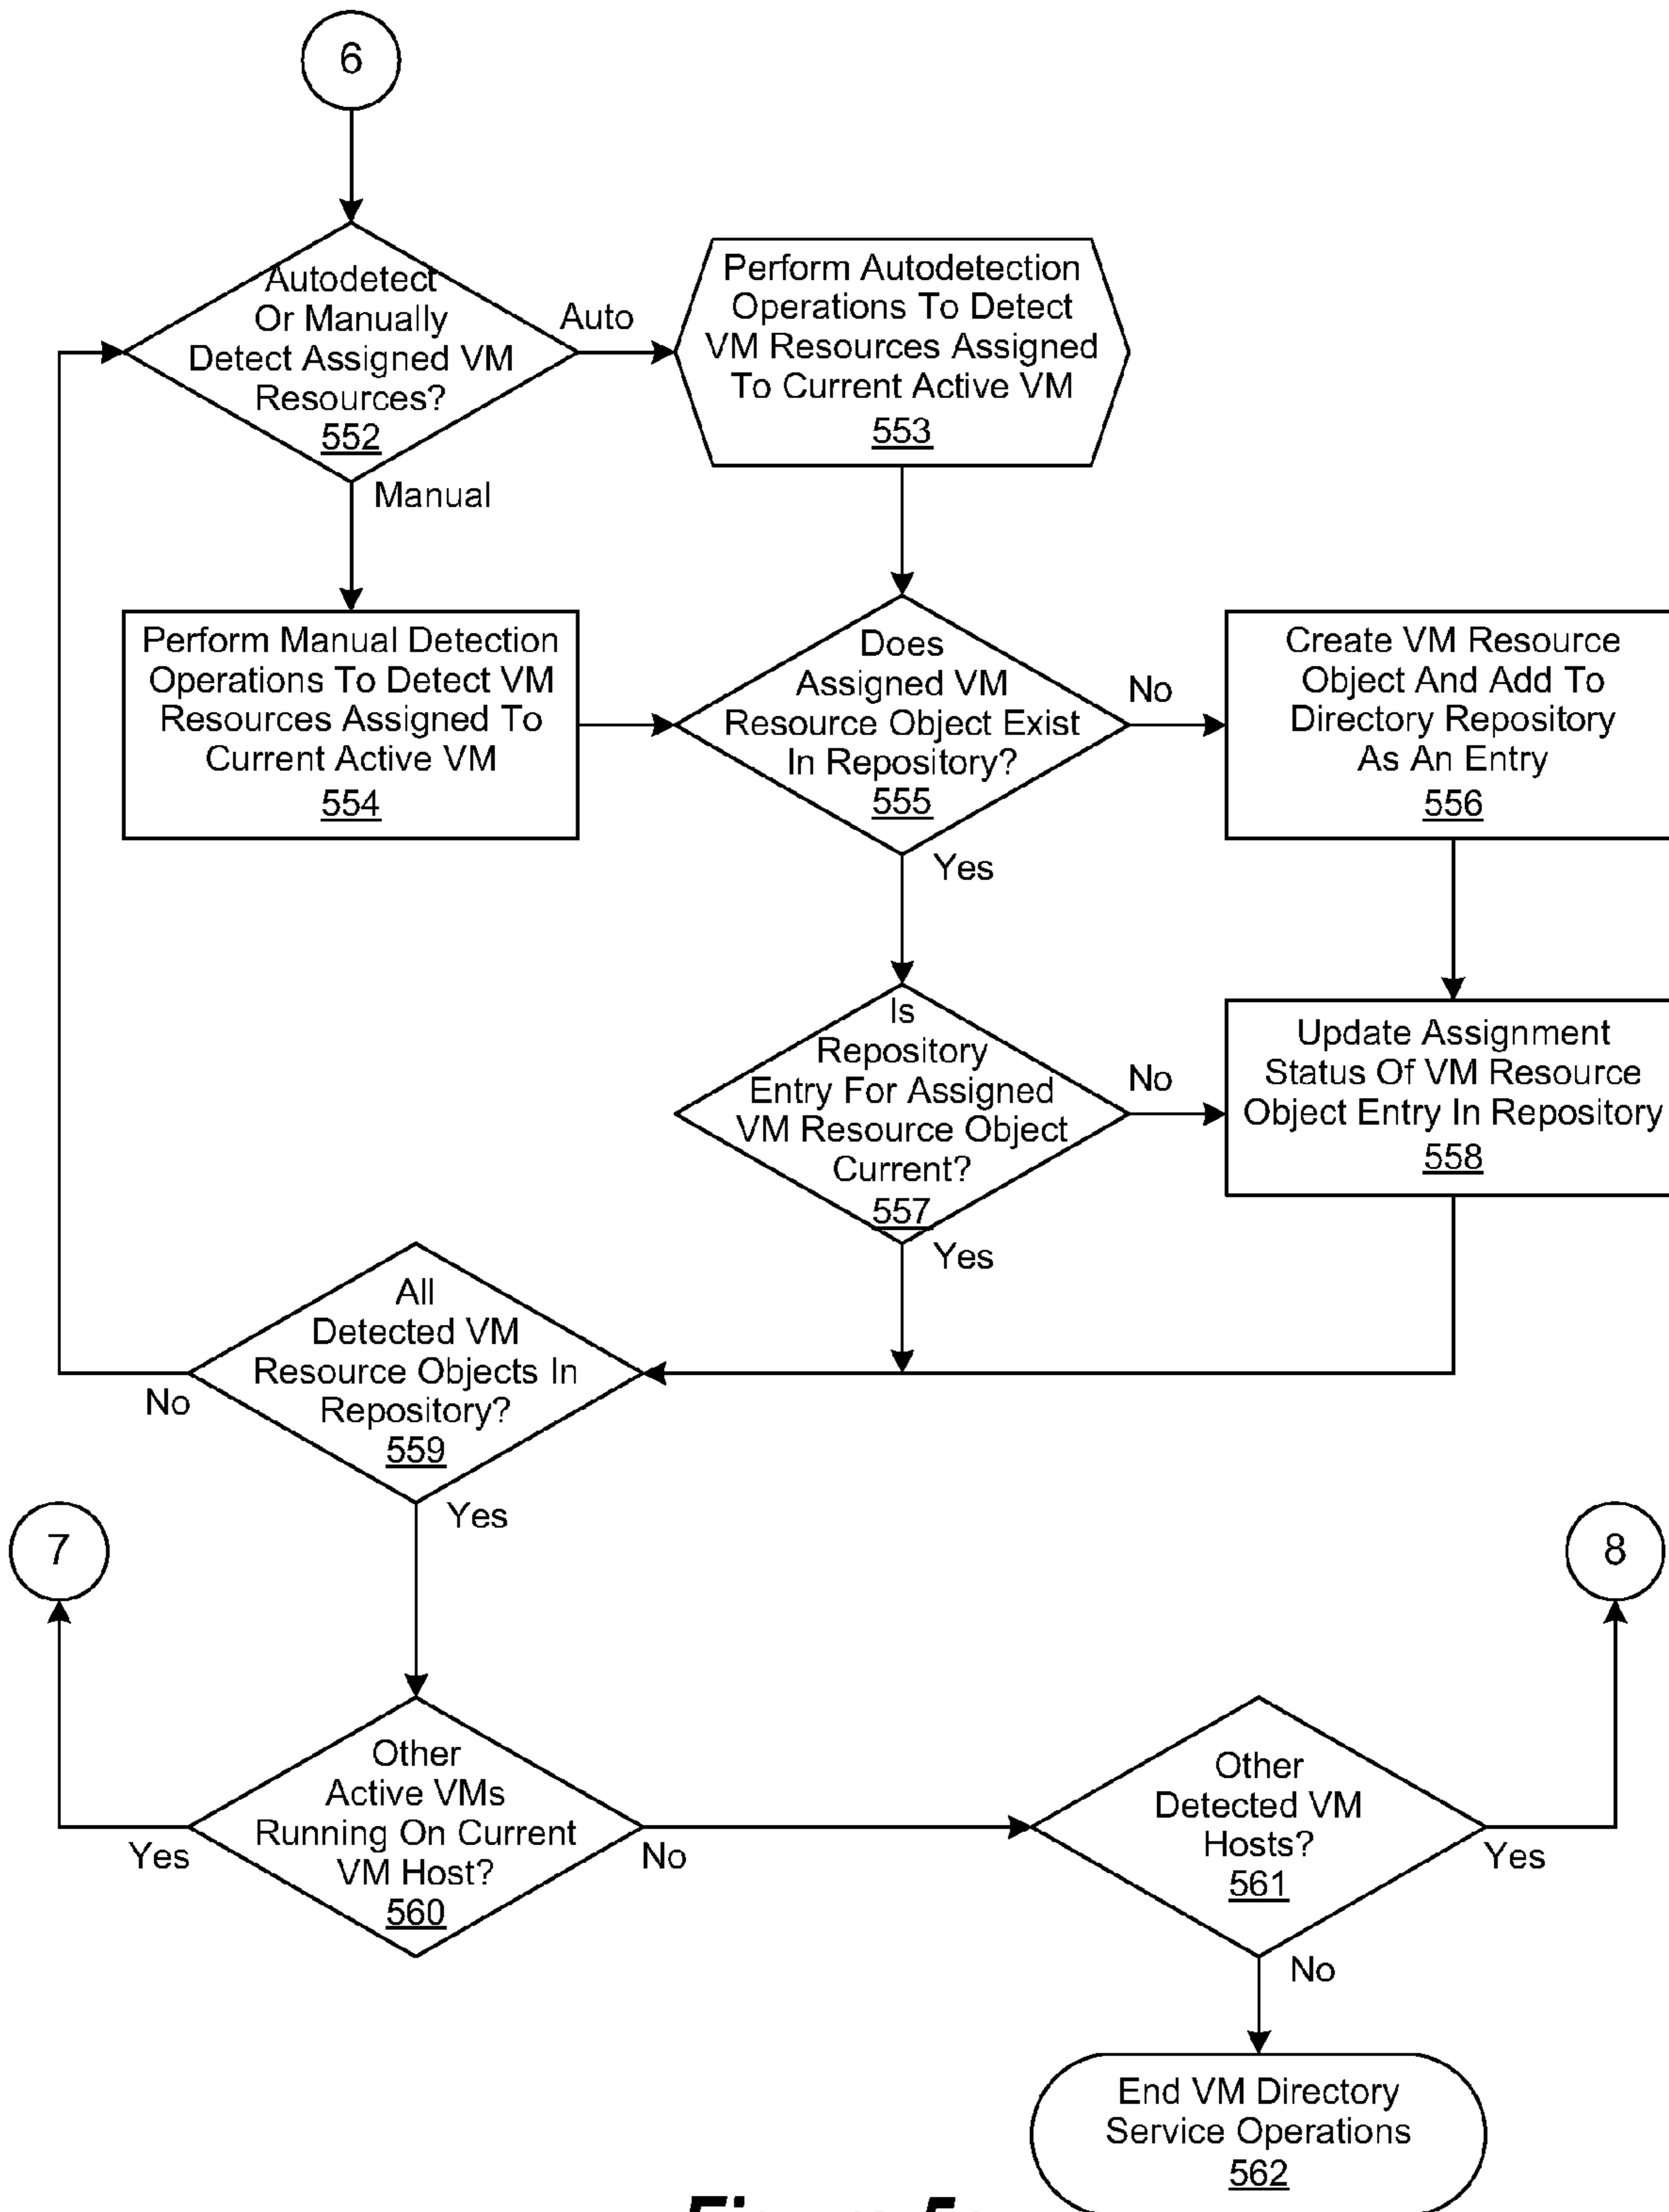 6
Autodetect
Or Manually
Detect Assigned VM
Resources?
552
Auto
Manual
Perform Autodetection
Operations To Detect
VM Resources Assigned
To Current Active VM
553
Perform Manual Detection
Operations To Detect VM
Resources Assigned To
Current Active VM
554
Does
Assigned VM
Resource Object Exist
In Repository?
555
No
Yes
Create VM Resource
Object And Add To
Directory Repository
As An Entry
556
Is
Repository
Entry For Assigned
VM Resource Object
Current?
557
No
Yes
Update Assignment
Status Of VM Resource
Object Entry In Repository
558
All
Detected VM
Resource Objects In
Repository?
559
No
Yes
7
8
Other
Active VMs
Running On Current
VM Host?
560
Yes
No
Other
Detected VM
Hosts?
561
Yes
No
End VM Directory
Service Operations
562